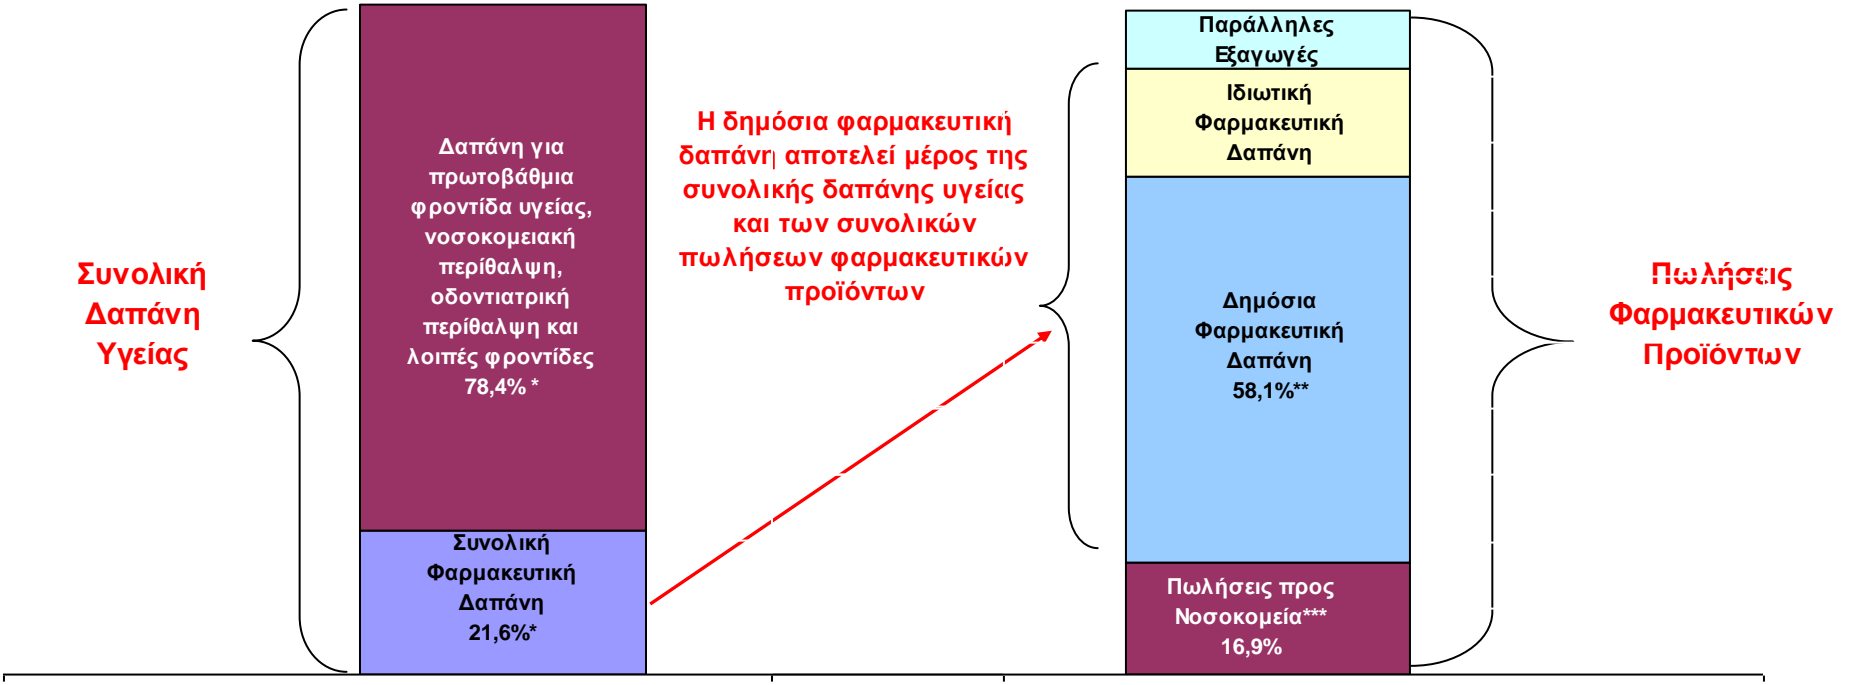 Συνολική
Δαπάνη
Υγείας
Δαπάνη για
πρωτοβάθμια
φροντίδα υγείας,
νοσοκομειακή
περίθαλψη,
οδοντιατρική
περίθαλψη και
λοιπές φροντίδες
78,4% *
Συνολική
Φαρμακευτική
Δαπάνη
21,6%*
Η δημόσια φαρμακευτική
δαπάνη αποτελεί μέρος της
συνολικής δαπάνης υγείας
και των συνολικών
πωλήσεων φαρμακευτικών
προϊόντων
Παράλληλες
Εξαγωγές
Ιδιωτική
Φαρμακευτική
Δαπάνη
Δημόσια
Φαρμακευτική
Δαπάνη
58,1%**
Πωλήσεις προς
Νοσοκομεία***
16,9%
Πωλήσεις
Φαρμακευτικών
Προϊόντων